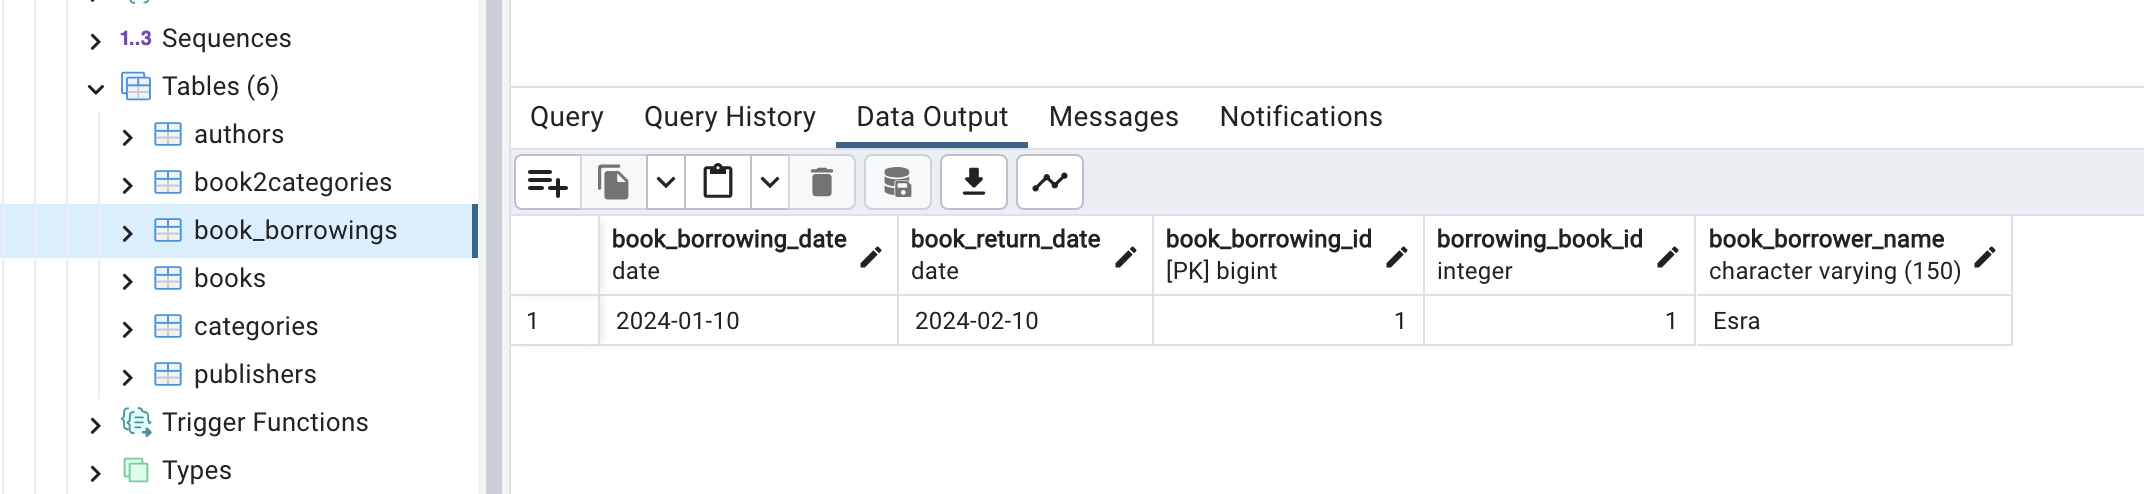 1..3 Sequences
Tables (6)
authors
book2categories
book_borrowings
books
categories
publishers
Trigger Functions
Types
Query Query History Data Output Messages Notifications
book_borrowing_date book_return_date book_borrowing_id borrowing_book_id book_borrower_name
date date [PK] bigint integer character varying (150)
1 2024-01-10 2024-02-10 1 1 Esra